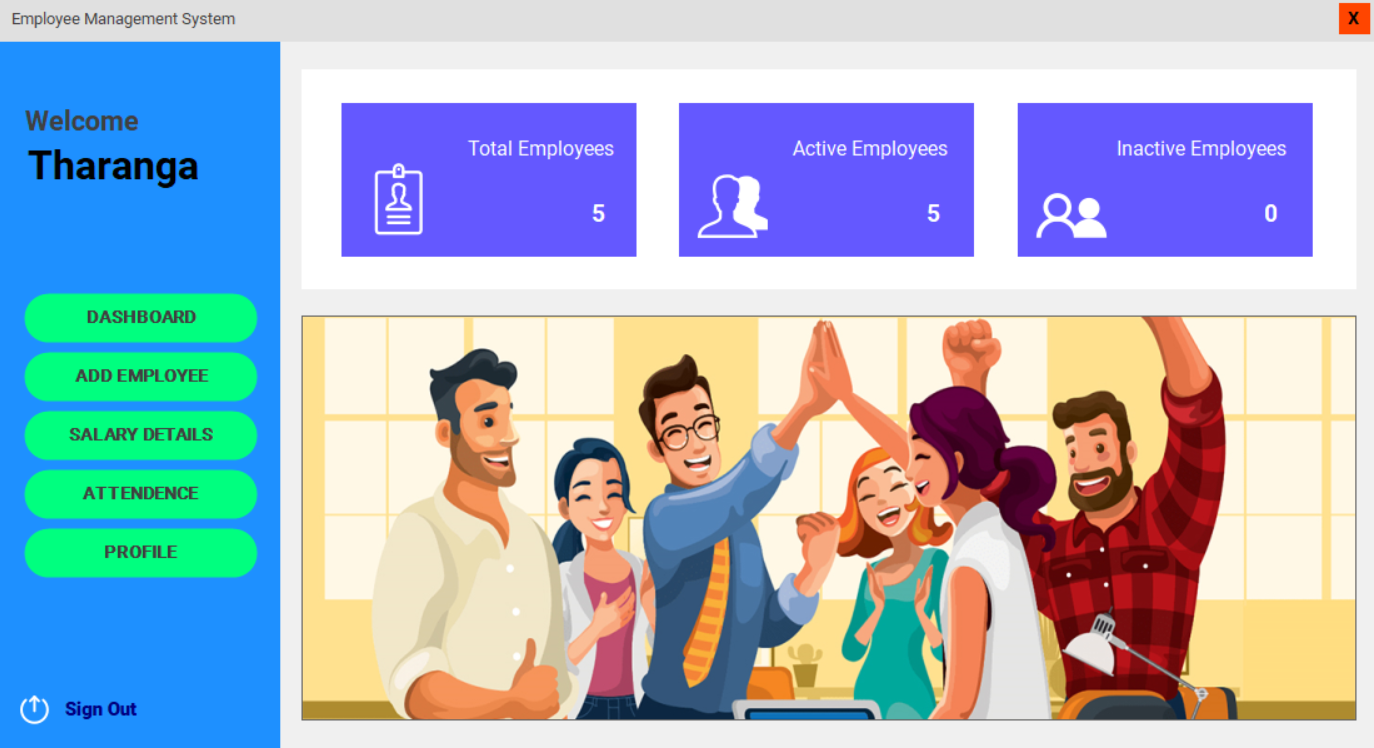 Employee Management System
X
Welcome
Tharanga
DASHBOARD
ADD EMPLOYEE
SALARY DETAILS
ATTENDENCE
PROFILE
Sign Out
Total Employees
5
Active Employees
5
Inactive Employees
0